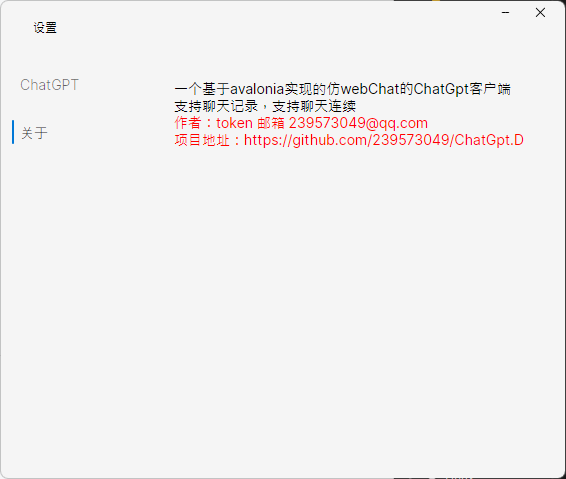 设置
ChatGPT
关于
一个基于avalonia实现的仿webChat的ChatGpt客户端
支持聊天记录，支持聊天连续
作者：token 邮箱 239573049@qq.com
项目地址：https://github.com/239573049/ChatGpt.D